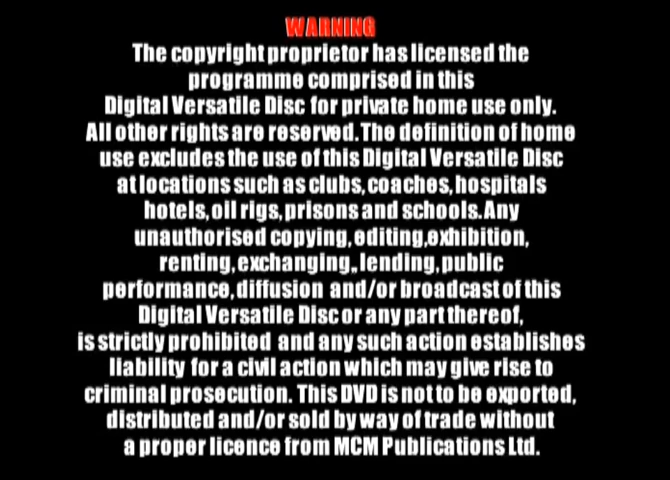 WARNING
The copyright proprietor has licensed the
programme comprised in this
Digital Versatile Disc for private home use only.
All other rights are reserved. The definition of home
use excludes the use of this Digital Versatile Disc
at locations such as clubs, coaches, hospitals
hotels, oil rigs, prisons and schools. Any
unauthorised copying, editing, exhibition,
renting, exchanging,, lending, public
performance, diffusion and/or broadcast of this
Digital Versatile Disc or any part thereof,
is strictly prohibited and any such action establishes
liability for a civil action which may give rise to
criminal prosecution. This DVD is not to be exported,
distributed and/or sold by way of trade without
a proper licence from MCM Publications Ltd.